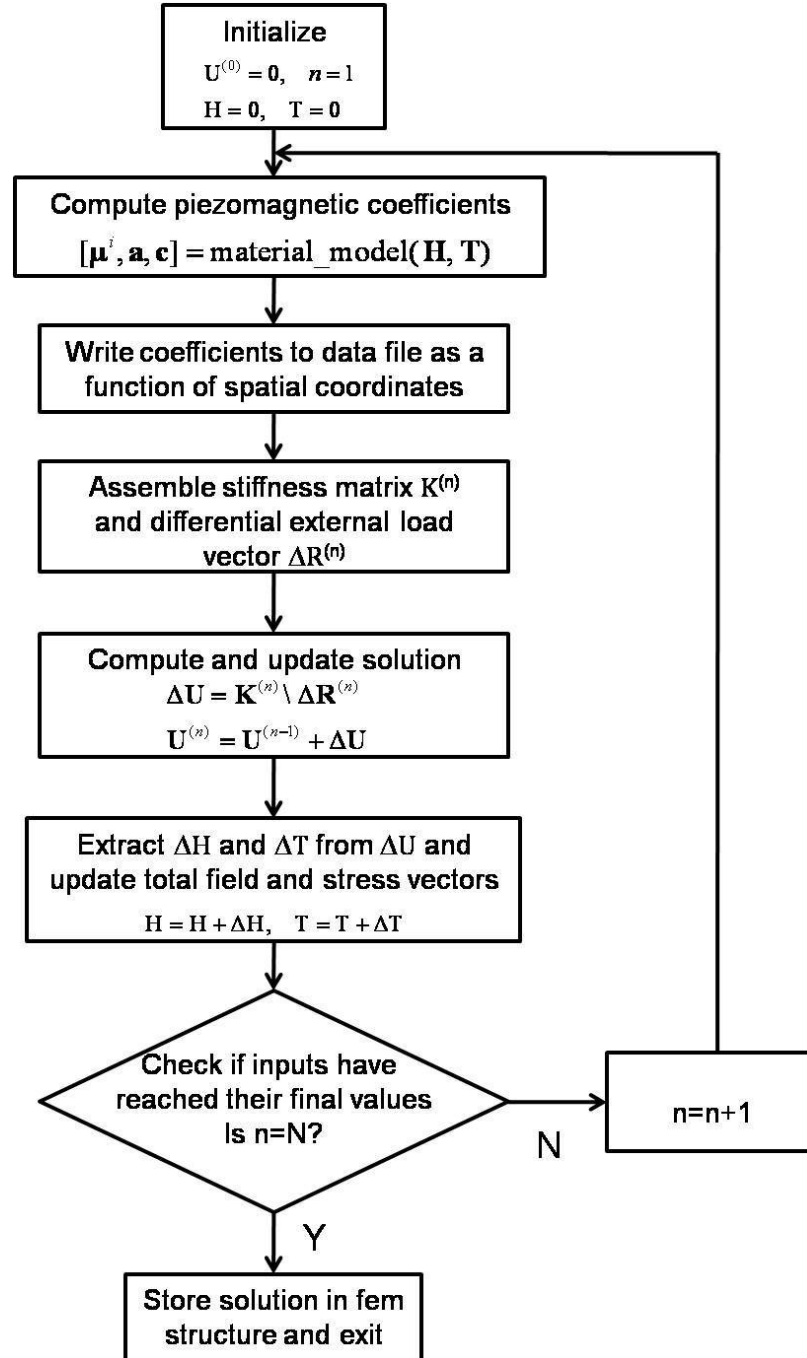 Initialize
U⁽⁰⁾ = 0,   n = 1
H = 0,   T = 0
Compute piezomagnetic coefficients
[μⁱ, a, c] = material_model(H, T)
Write coefficients to data file as a
function of spatial coordinates
Assemble stiffness matrix K⁽ⁿ⁾
and differential external load
vector ΔR⁽ⁿ⁾
Compute and update solution
ΔU = K⁽ⁿ⁾ \ ΔR⁽ⁿ⁾
U⁽ⁿ⁾ = U⁽ⁿ⁻¹⁾ + ΔU
Extract ΔH and ΔT from ΔU and
update total field and stress vectors
H = H + ΔH,   T = T + ΔT
Check if inputs have
reached their final values
Is n=N?
N
n=n+1
Y
Store solution in fem
structure and exit